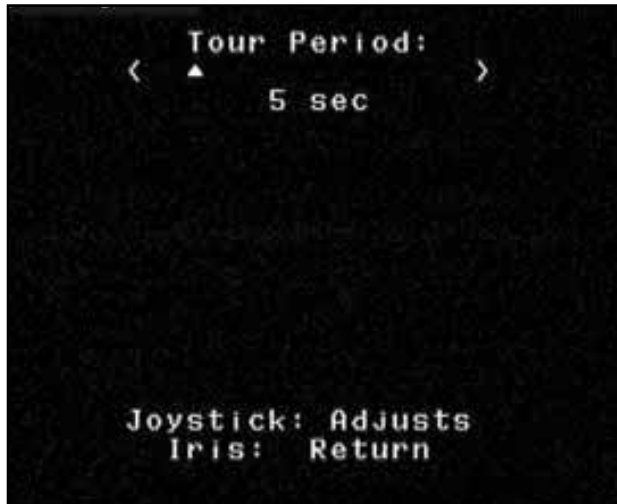 Tour Period:
< ▲ >
5 sec
Joystick: Adjusts
Iris: Return